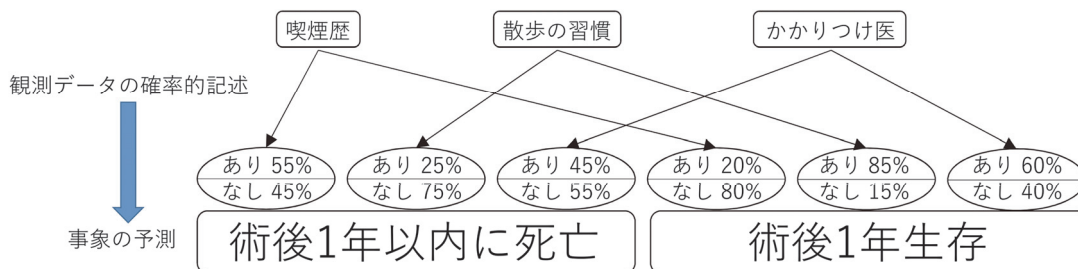 喫煙歴
散歩の習慣
かかりつけ医
観測データの確率的記述
あり 55%
なし 45%
あり 25%
なし 75%
あり 45%
なし 55%
あり 20%
なし 80%
あり 85%
なし 15%
あり 60%
なし 40%
事象の予測
術後1年以内に死亡
術後1年生存